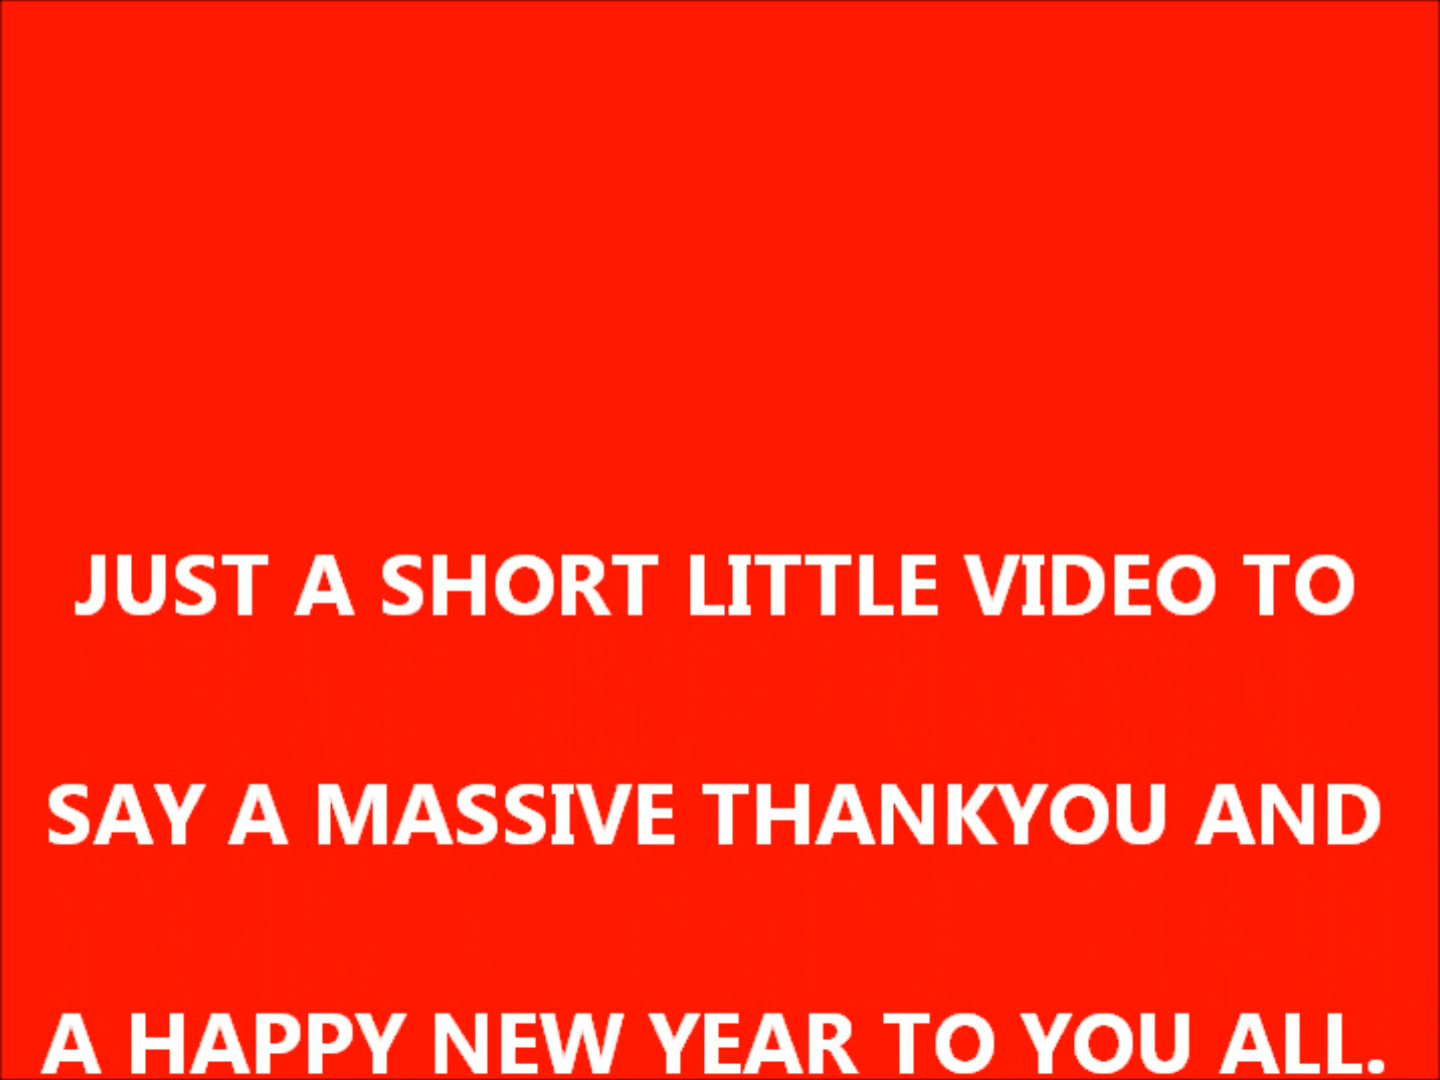 JUST A SHORT LITTLE VIDEO TO
SAY A MASSIVE THANKYOU AND
A HAPPY NEW YEAR TO YOU ALL.